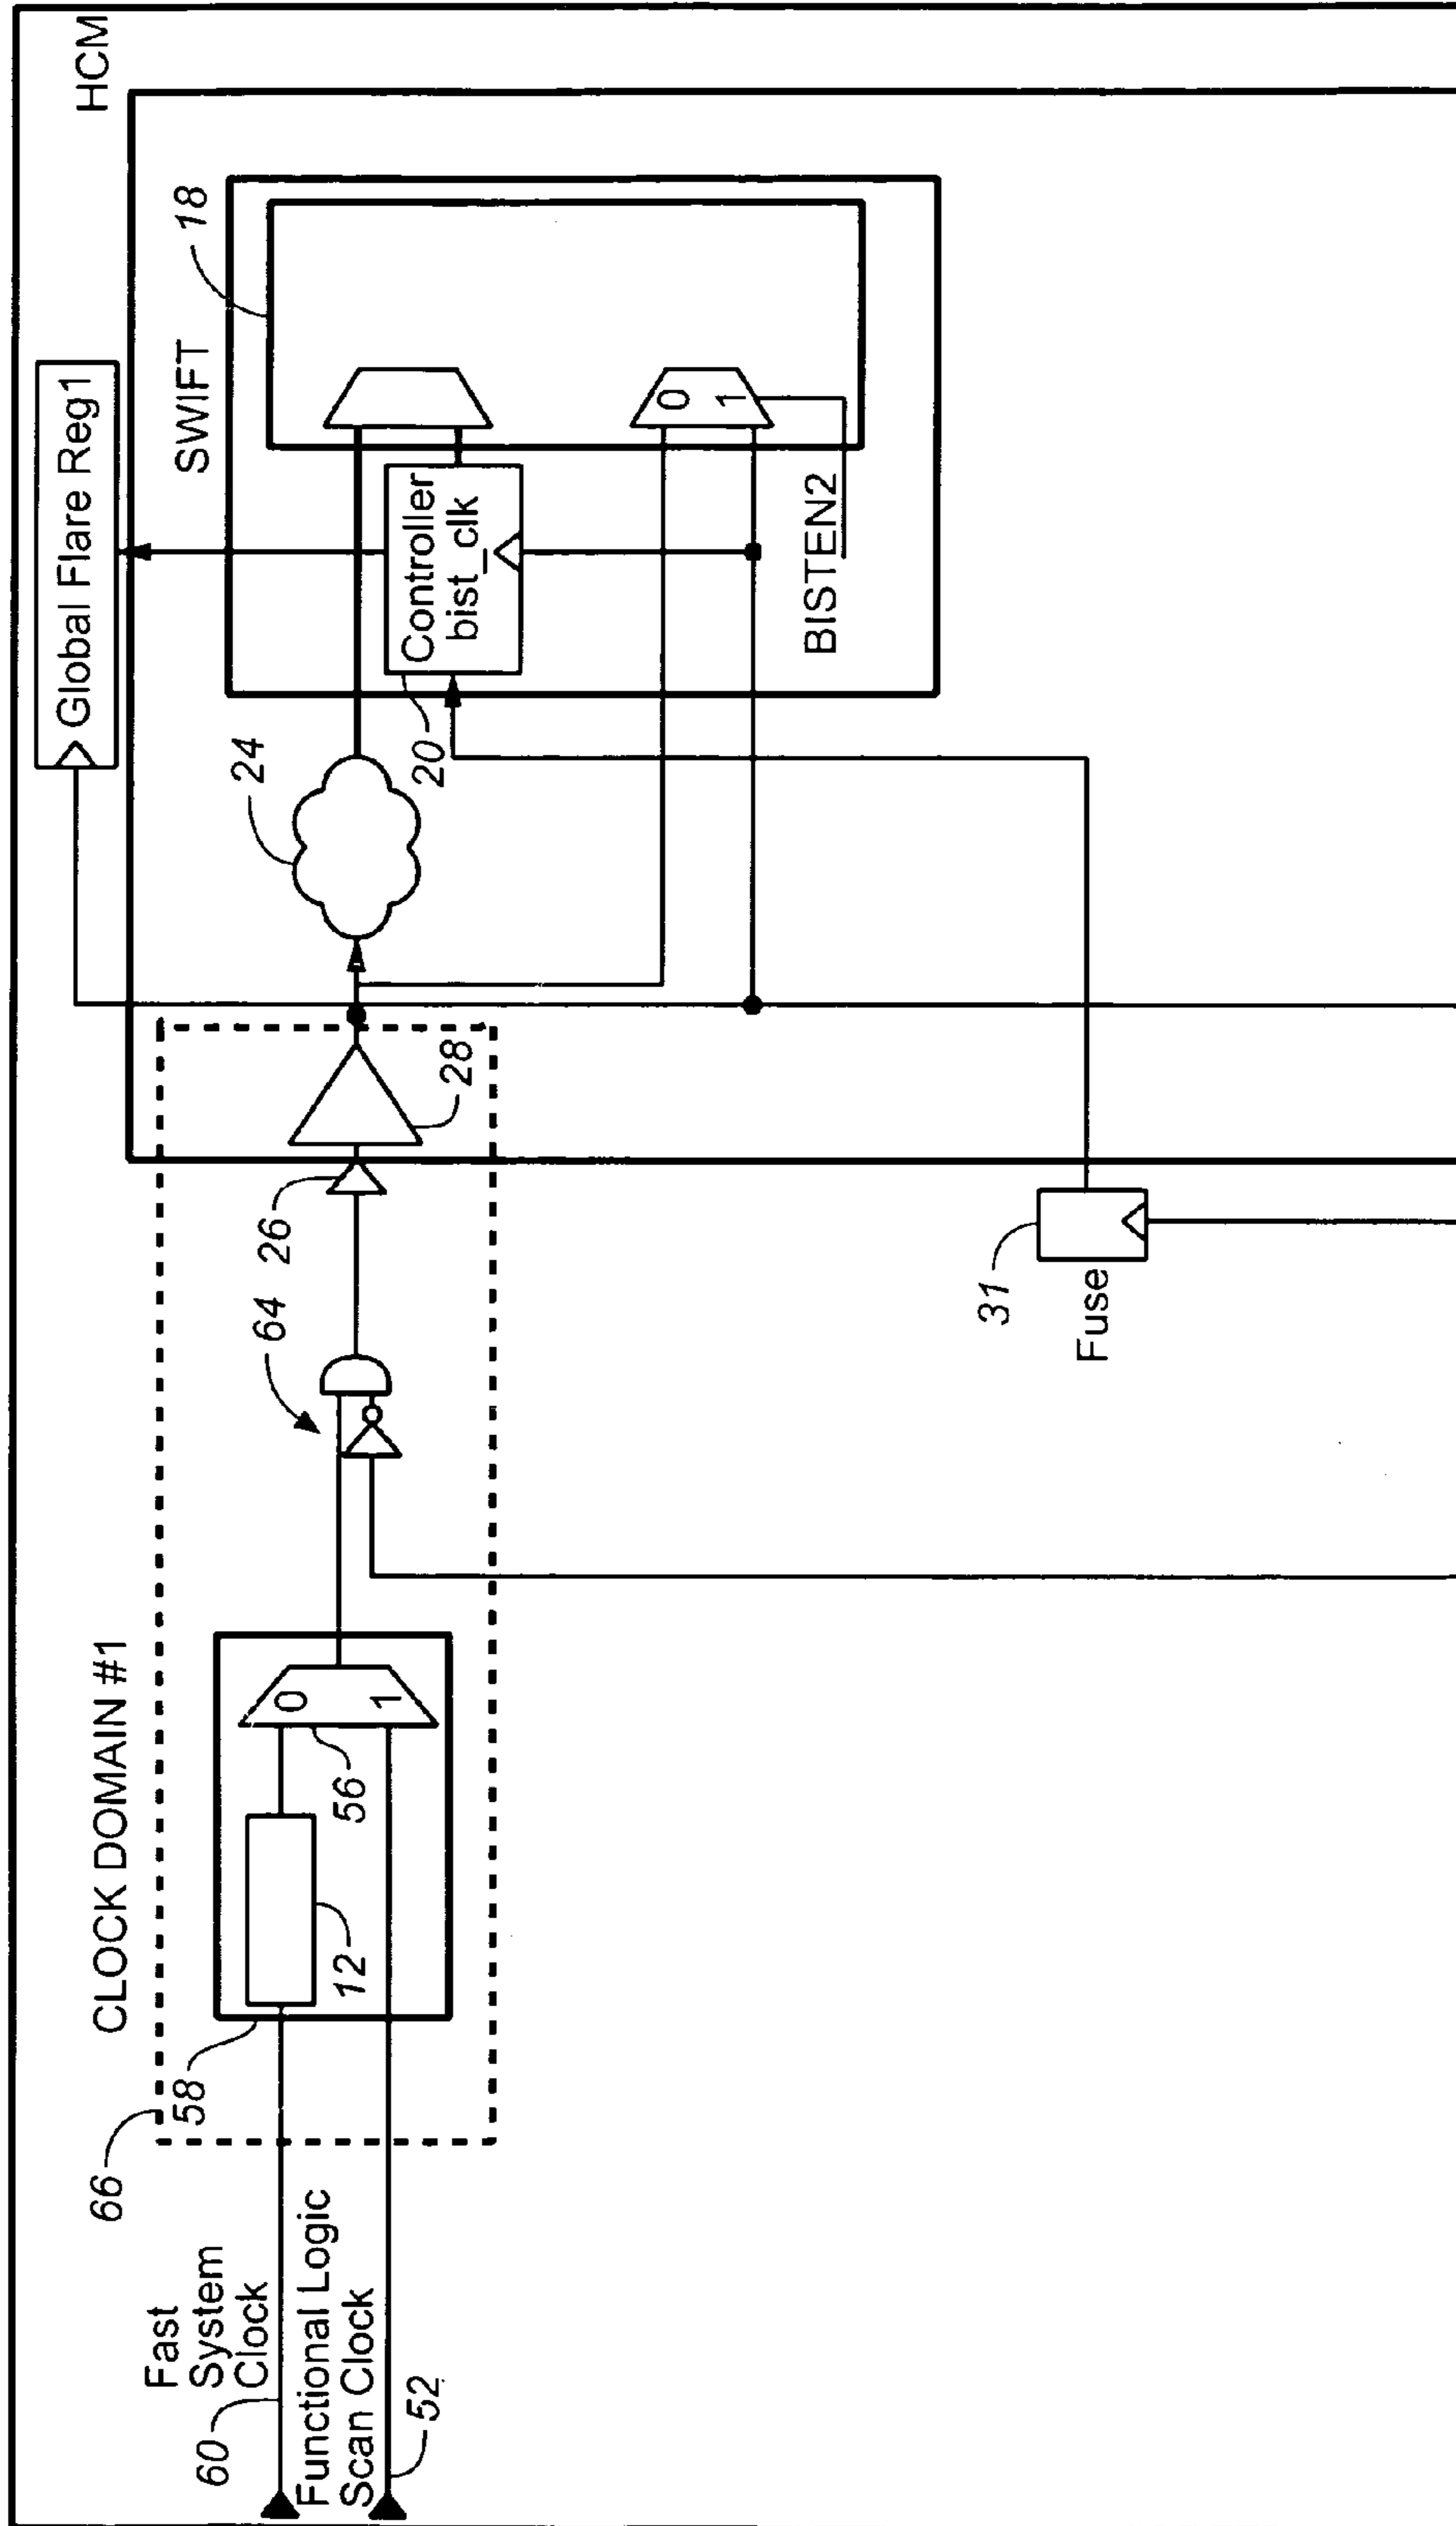 HCM
Global Flare Reg1
SWIFT
18
Controller
bist_clk
20
24
BISTEN2
28
26
64
31
Fuse
CLOCK DOMAIN #1
0
1
0
1
56
12
58
66
Fast
System
Clock
60
Functional Logic
Scan Clock
52